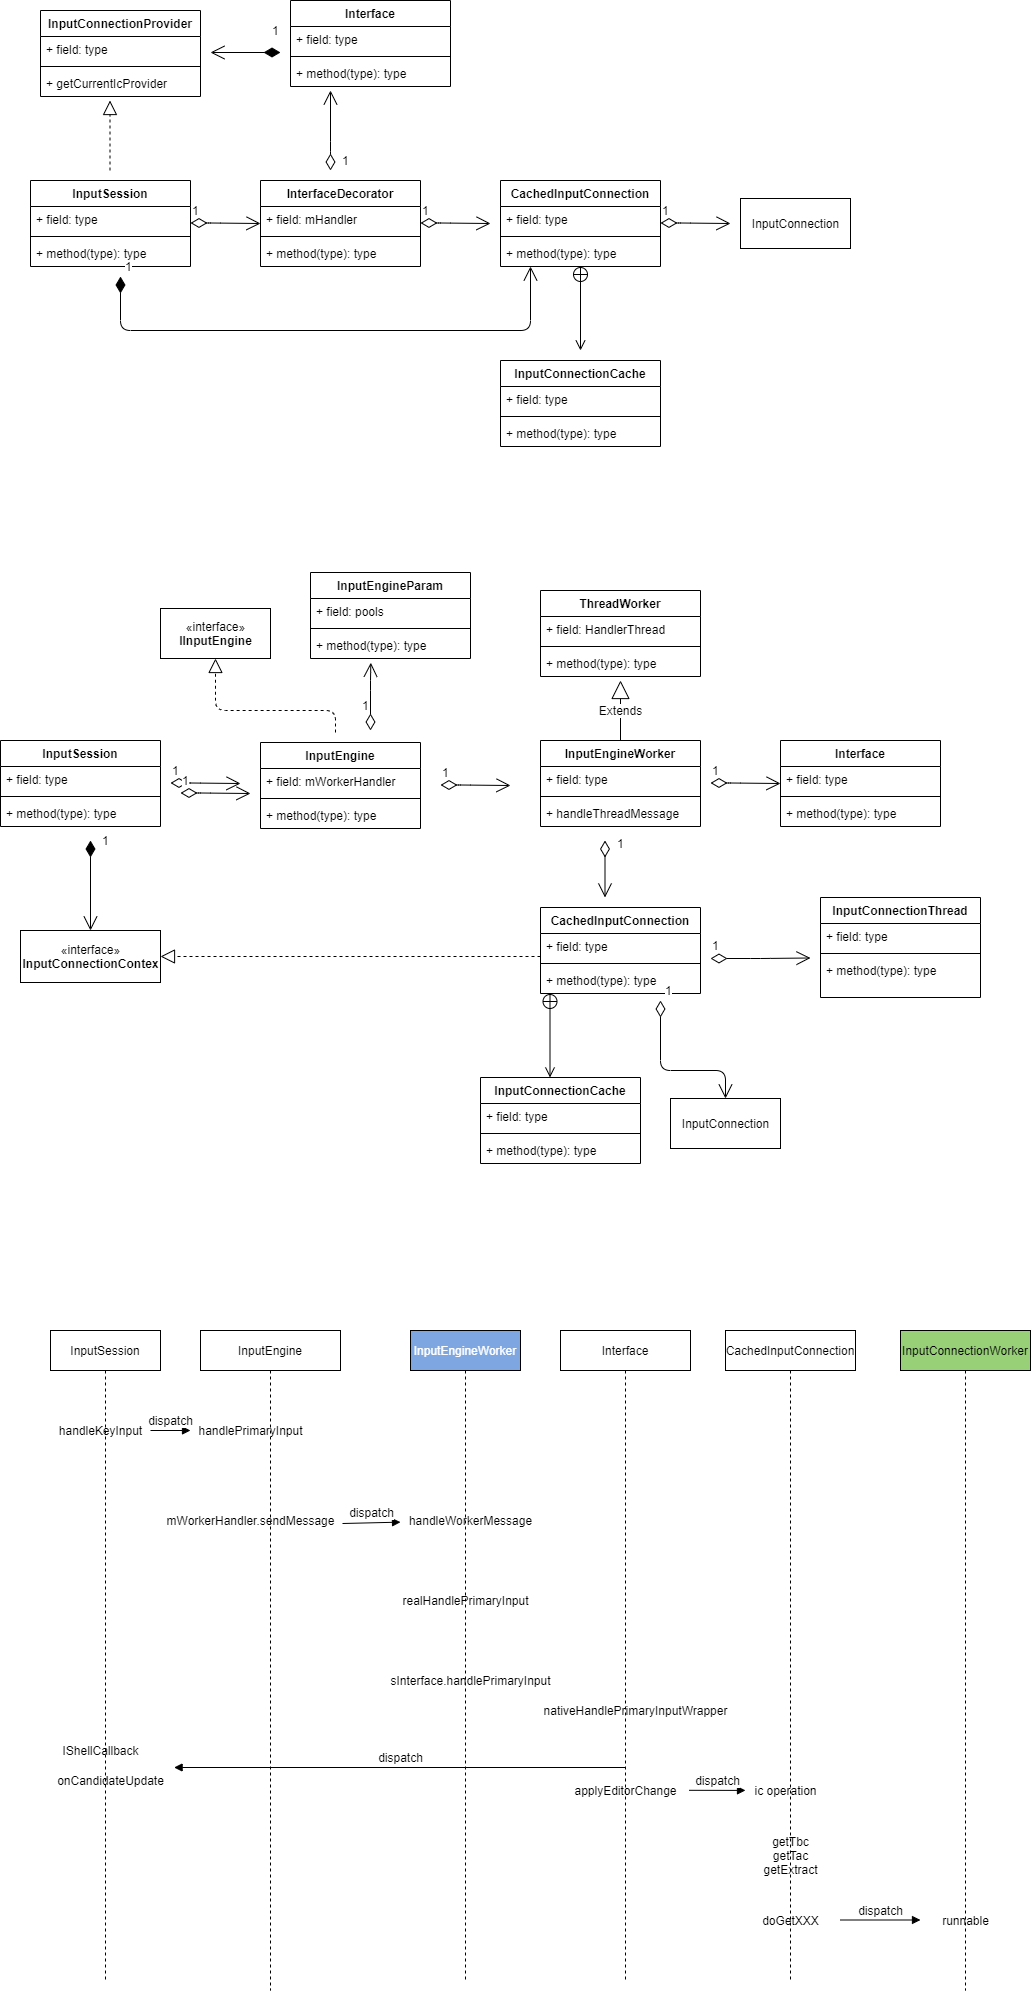 InputConnectionProvider
+ field: type
+ getCurrentIcProvider
1
Interface
+ field: type
+ method(type): type
1
InputSession
+ field: type
+ method(type): type
1
1
InterfaceDecorator
+ field: mHandler
+ method(type): type
1
CachedInputConnection
+ field: type
+ method(type): type
1
InputConnection
InputConnectionCache
+ field: type
+ method(type): type
«interface»
IInputEngine
InputEngineParam
+ field: pools
+ method(type): type
1
ThreadWorker
+ field: HandlerThread
+ method(type): type
Extends
InputSession
+ field: type
+ method(type): type
1
1
1
InputEngine
+ field: mWorkerHandler
+ method(type): type
1
InputEngineWorker
+ field: type
+ handleThreadMessage
1
1
Interface
+ field: type
+ method(type): type
«interface»
InputConnectionContex
CachedInputConnection
+ field: type
+ method(type): type
1
1
InputConnectionThread
+ field: type
+ method(type): type
InputConnectionCache
+ field: type
+ method(type): type
InputConnection
InputSession
InputEngine
InputEngineWorker
Interface
CachedInputConnection
InputConnectionWorker
handleKeyInput
dispatch
handlePrimaryInput
mWorkerHandler.sendMessage
dispatch
handleWorkerMessage
realHandlePrimaryInput
sInterface.handlePrimaryInput
nativeHandlePrimaryInputWrapper
IShellCallback
dispatch
onCandidateUpdate
applyEditorChange
dispatch
ic operation
getTbc
getTac
getExtract
doGetXXX
dispatch
runnable